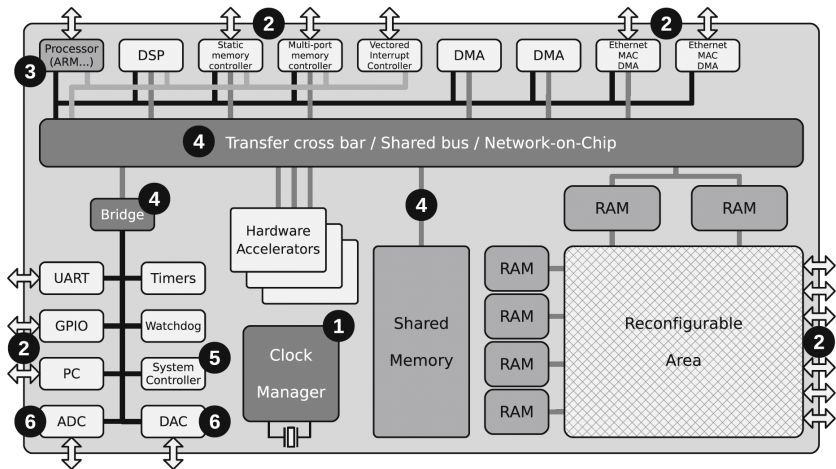 2
2
Processor
(ARM...)
DSP
Static
memory
controller
Multi-port
memory
controller
Vectored
Interrupt
Controller
DMA
DMA
Ethernet
MAC
DMA
Ethernet
MAC
DMA
3
4 Transfer cross bar / Shared bus / Network-on-Chip
4
Bridge
4
Hardware
Accelerators
RAM
RAM
UART
Timers
GPIO
Watchdog
2
PC
System
Controller
5
6
ADC
DAC
6
1
Clock
Manager
Shared
Memory
RAM
RAM
RAM
RAM
Reconfigurable
Area
2